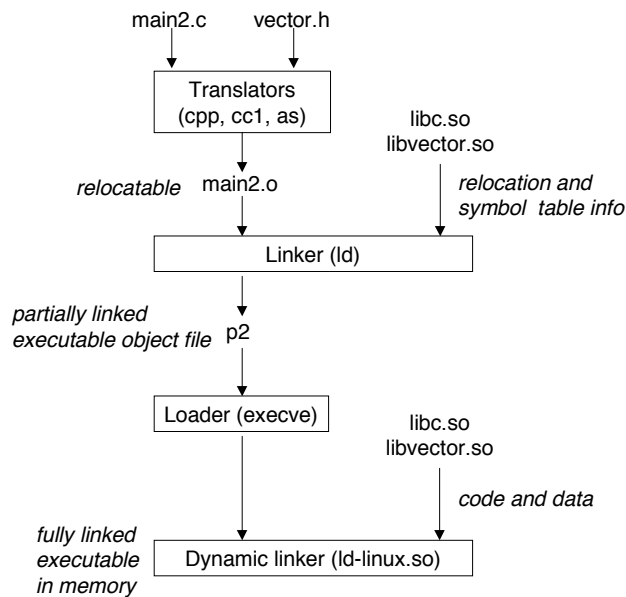 main2.c vector.h
Translators
(cpp, cc1, as)
libc.so
libvector.so
relocatable main2.o
relocation and
symbol table info
Linker (ld)
partially linked
executable object file
p2
Loader (execve)
libc.so
libvector.so
code and data
fully linked
executable
in memory
Dynamic linker (ld-linux.so)